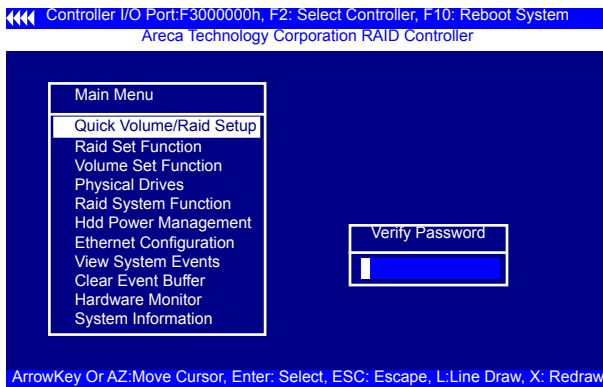 Controller I/O Port:F3000000h, F2: Select Controller, F10: Reboot System
Areca Technology Corporation RAID Controller
Main Menu
Quick Volume/Raid Setup
Raid Set Function
Volume Set Function
Physical Drives
Raid System Function
Hdd Power Management
Ethernet Configuration
View System Events
Clear Event Buffer
Hardware Monitor
System Information
Verify Password
ArrowKey Or AZ:Move Cursor, Enter: Select, ESC: Escape, L:Line Draw, X: Redraw